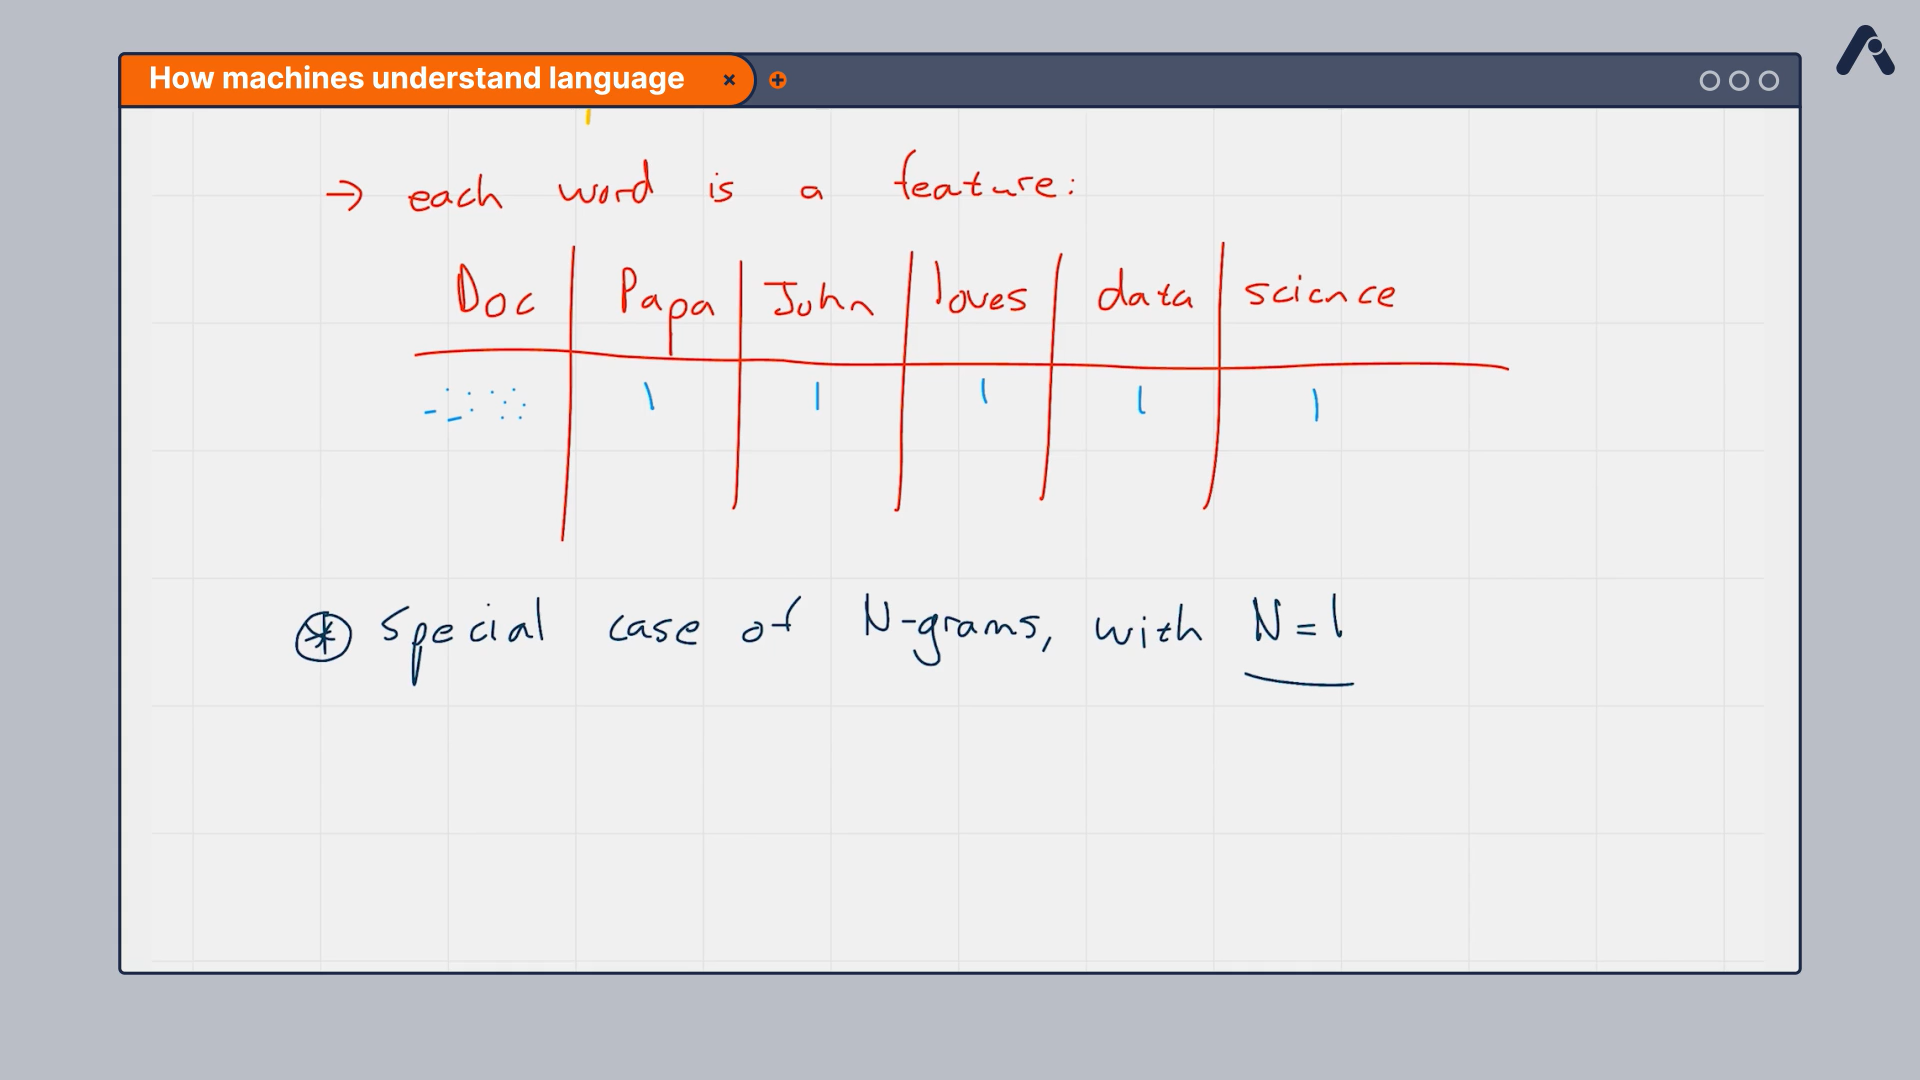 How machines understand language
→ each word is a feature:
Doc Papa John loves data science
1 1 1 1 1
Special case of N-grams, with N=1